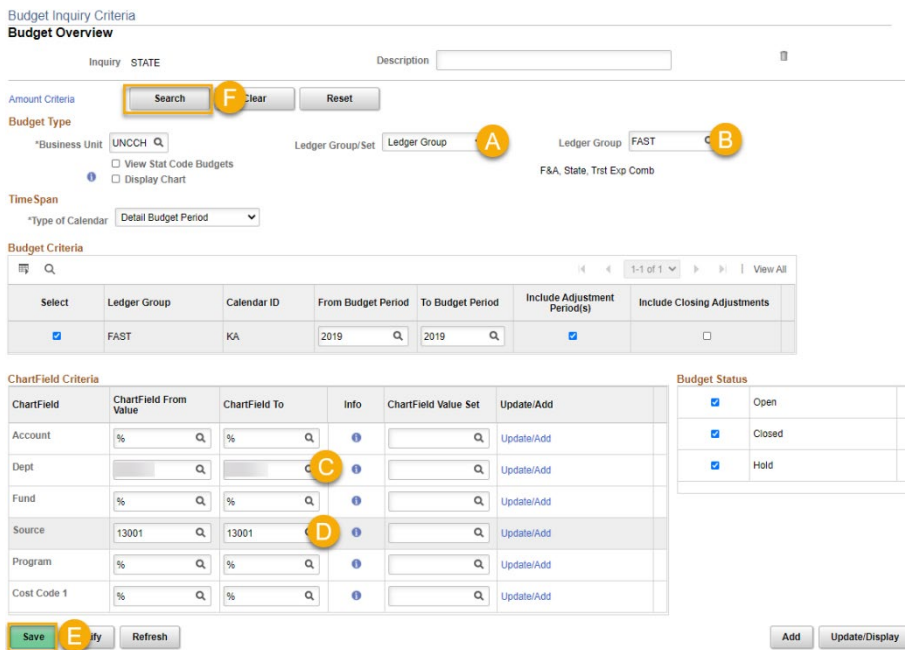 Budget Inquiry Criteria
Budget Overview
Inquiry STATE Description
Amount Criteria Search F Clear Reset
Budget Type
*Business Unit UNCCH Ledger Group/Set Ledger Group A Ledger Group FAST B
View Stat Code Budgets F&A, State, Trst Exp Comb
Display Chart
TimeSpan
*Type of Calendar Detail Budget Period
Budget Criteria
1-1 of 1 View All
Select Ledger Group Calendar ID From Budget Period To Budget Period Include Adjustment Period(s) Include Closing Adjustments
FAST KA 2019 2019
ChartField Criteria Budget Status
ChartField ChartField From Value ChartField To Info ChartField Value Set Update/Add Open
Account % % Update/Add Closed
Dept C Update/Add Hold
Fund % % Update/Add
Source 13001 13001 D Update/Add
Program % % Update/Add
Cost Code 1 % % Update/Add
Save E ify Refresh Add Update/Display